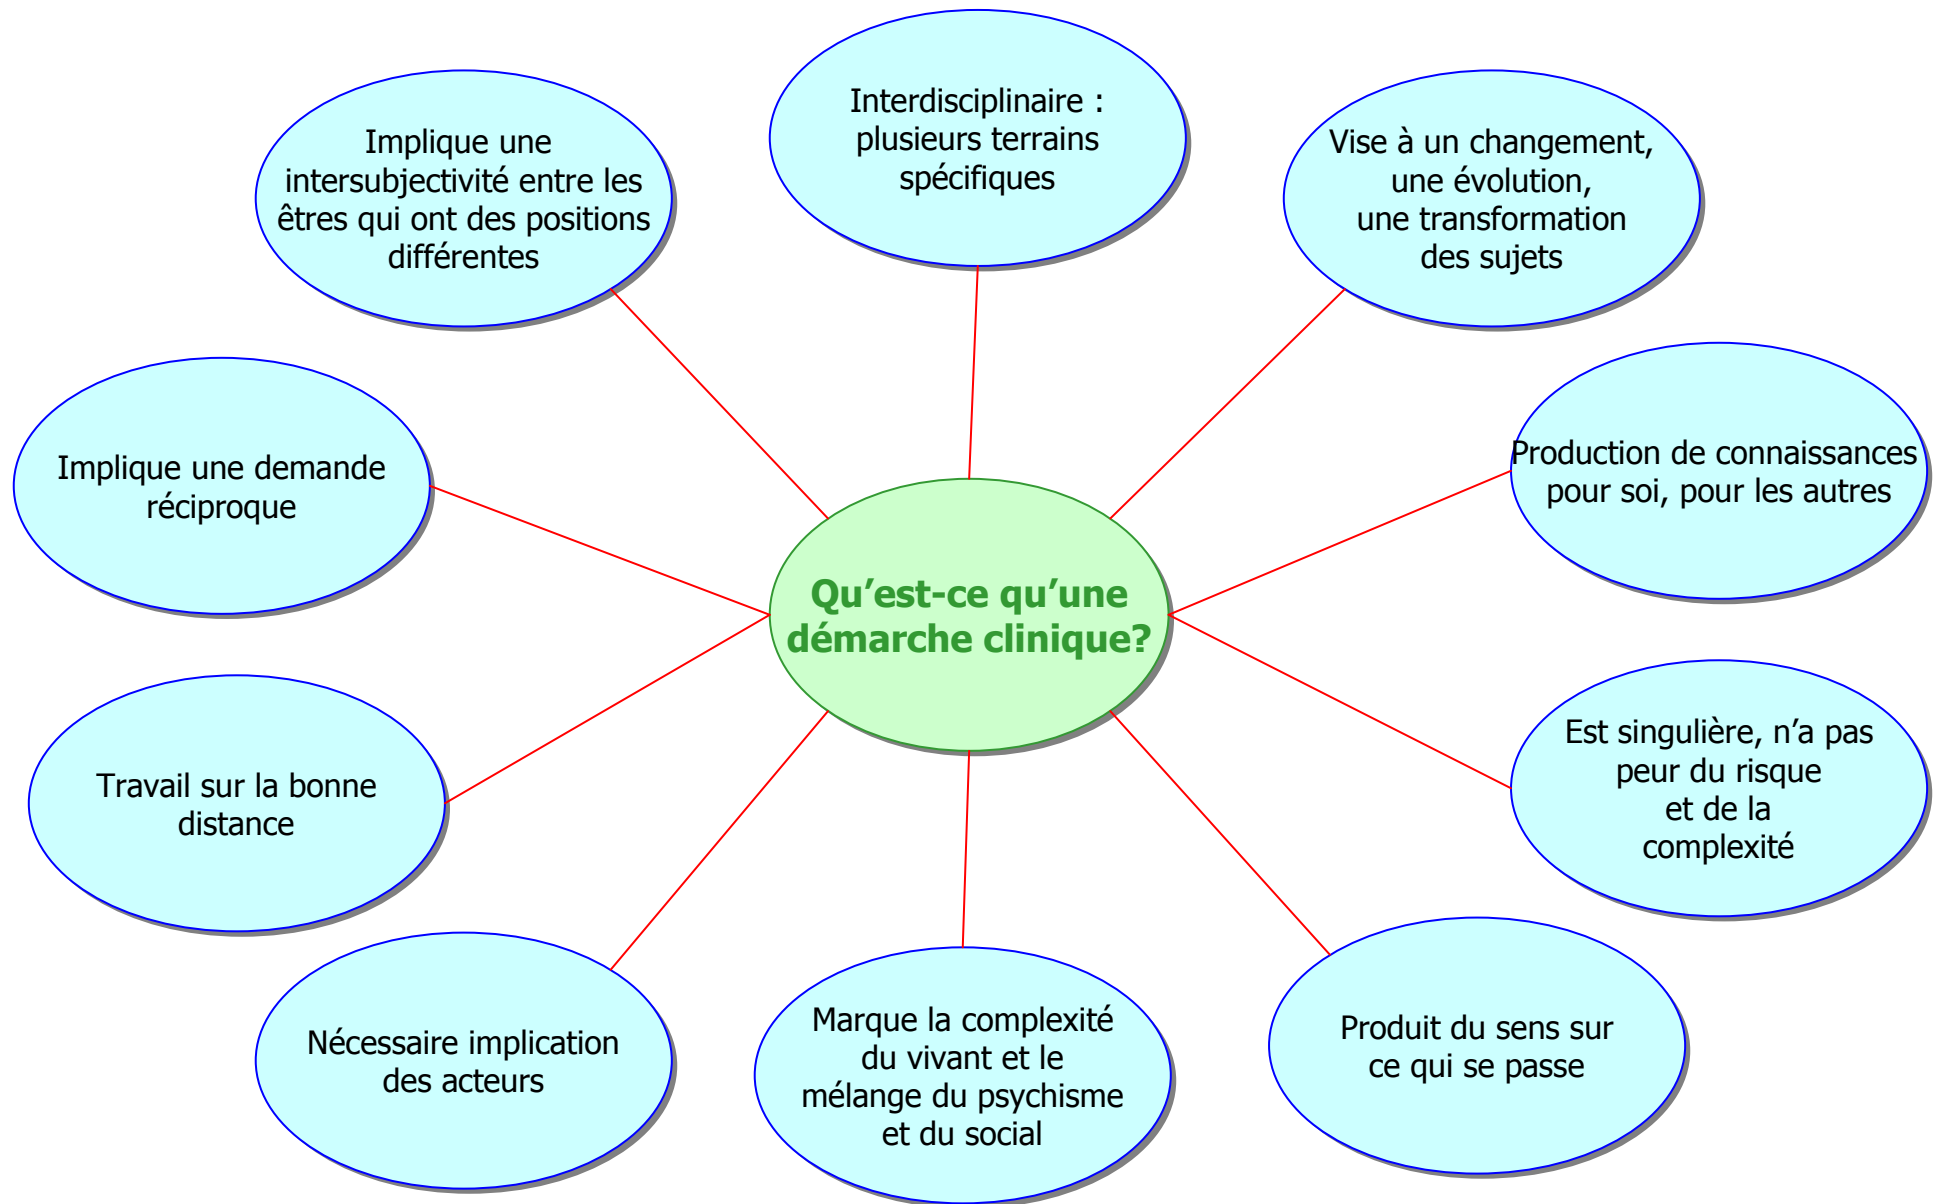 Interdisciplinaire :
plusieurs terrains
spécifiques
Implique une
intersubjectivité entre les
êtres qui ont des positions
différentes
Vise à un changement,
une évolution,
une transformation
des sujets
Implique une demande
réciproque
Production de connaissances
pour soi, pour les autres
Qu’est-ce qu’une
démarche clinique?
Travail sur la bonne
distance
Est singulière, n’a pas
peur du risque
et de la
complexité
Nécessaire implication
des acteurs
Marque la complexité
du vivant et le
mélange du psychisme
et du social
Produit du sens sur
ce qui se passe